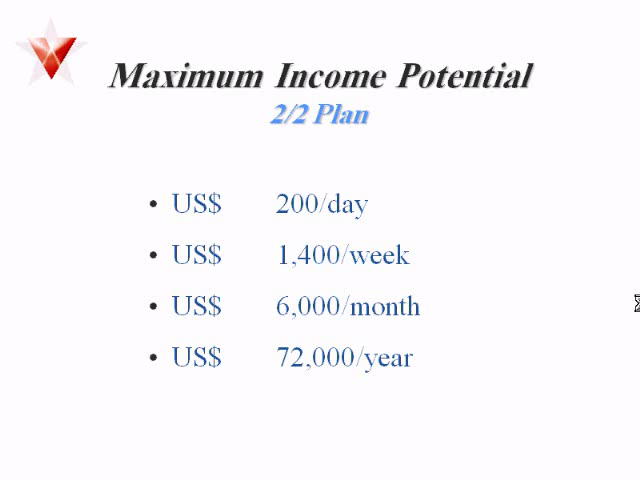 Maximum Income Potential
2/2 Plan
• US$ 200/day
• US$ 1,400/week
• US$ 6,000/month
• US$ 72,000/year